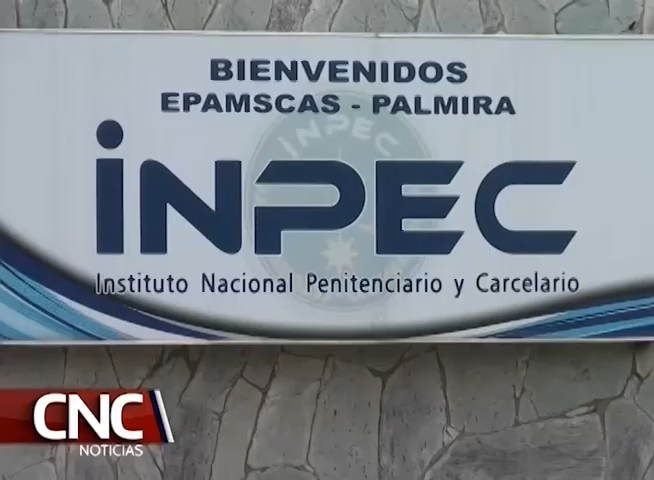 BIENVENIDOS
EPAMSCAS - PALMIRA
iNPEC
Instituto Nacional Penitenciario y Carcelario
CNC
NOTICIAS